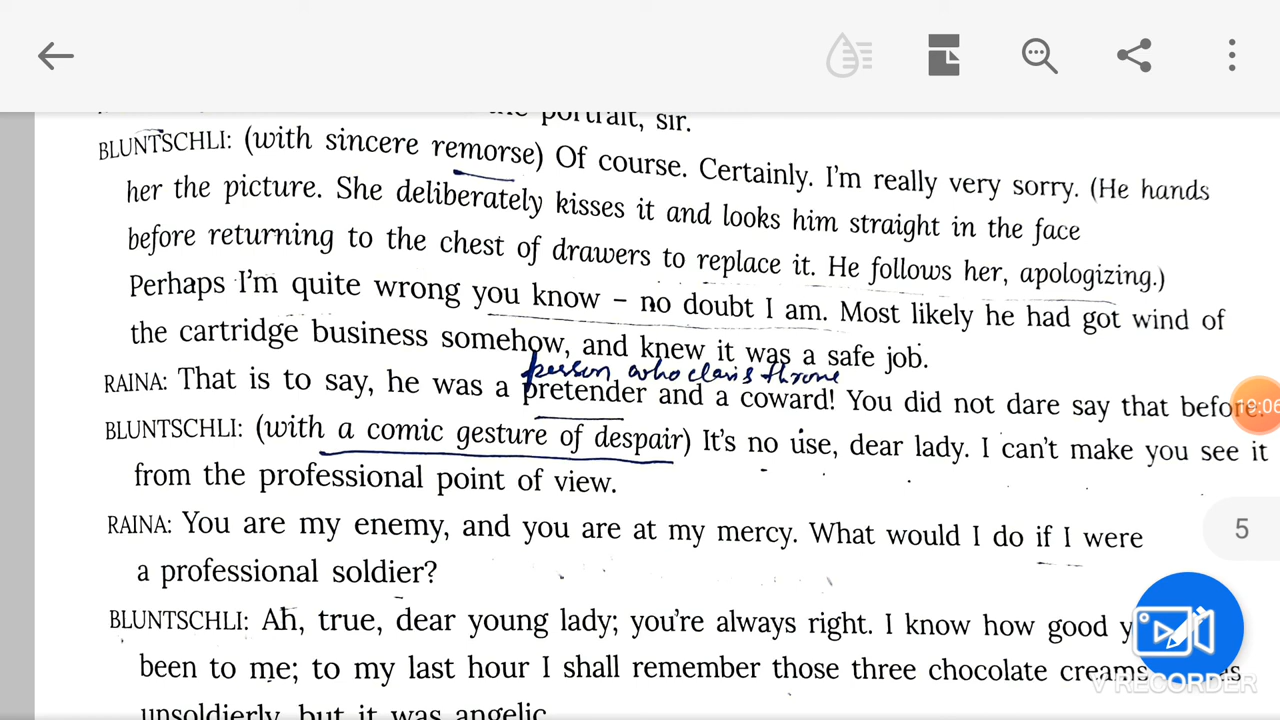 the portrait, sir.
BLUNTSCHLI: (with sincere remorse) Of course. Certainly. I'm really very sorry. (He hands
her the picture. She deliberately kisses it and looks him straight in the face
before returning to the chest of drawers to replace it. He follows her, apologizing.)
Perhaps I'm quite wrong you know – no doubt I am. Most likely he had got wind of
the cartridge business somehow, and knew it was a safe job.
person who claims throne
RAINA: That is to say, he was a pretender and a coward! You did not dare say that before.
19:06
BLUNTSCHLI: (with a comic gesture of despair) It's no use, dear lady. I can't make you see it
from the professional point of view.
RAINA: You are my enemy, and you are at my mercy. What would I do if I were
5
a professional soldier?
BLUNTSCHLI: Ah, true, dear young lady; you're always right. I know how good
been to me; to my last hour I shall remember those three chocolate creams
V RECORDER
unsoldierly, but it was angelic.